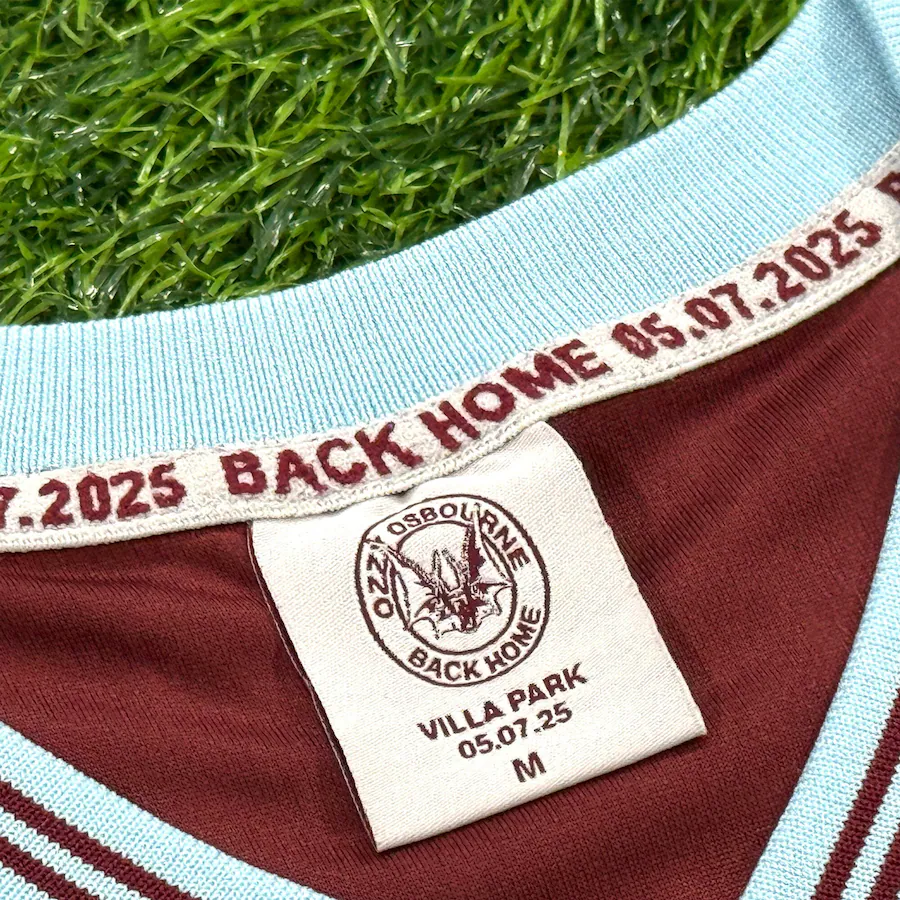 7.2025 BACK HOME 05.07.2025
OZZY OSBOURNE
BACK HOME
VILLA PARK
05.07.25
M